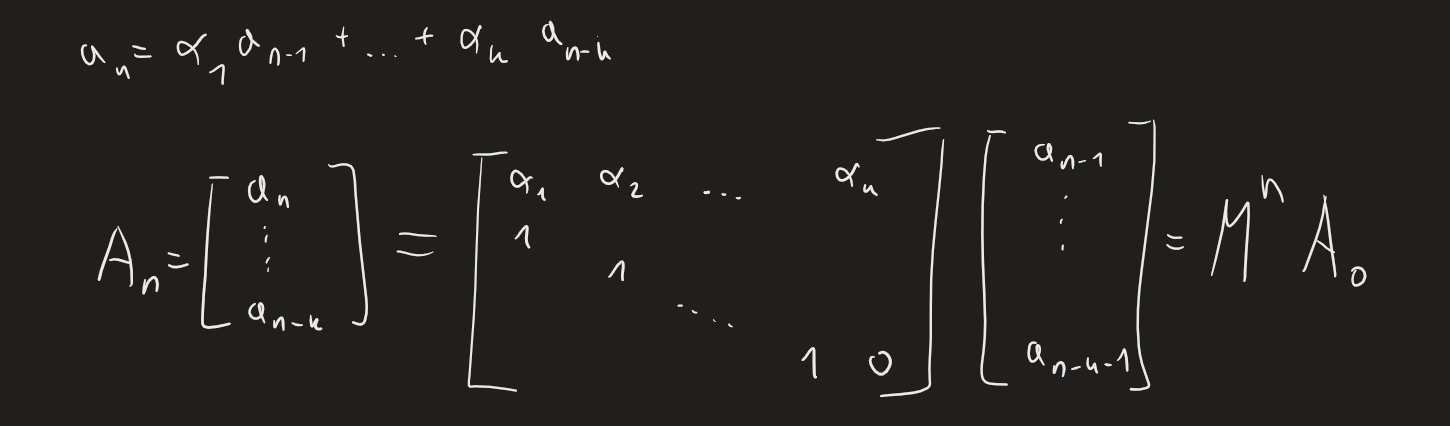 a_n = α_1 a_{n-1} + ... + α_k a_{n-k}
A_n = [a_n ⋮ a_{n-k}] = [α_1 α_2 ... α_k; 1; 1; ⋱; 1 0] [a_{n-1} ⋮ a_{n-k-1}] = M^n A_0